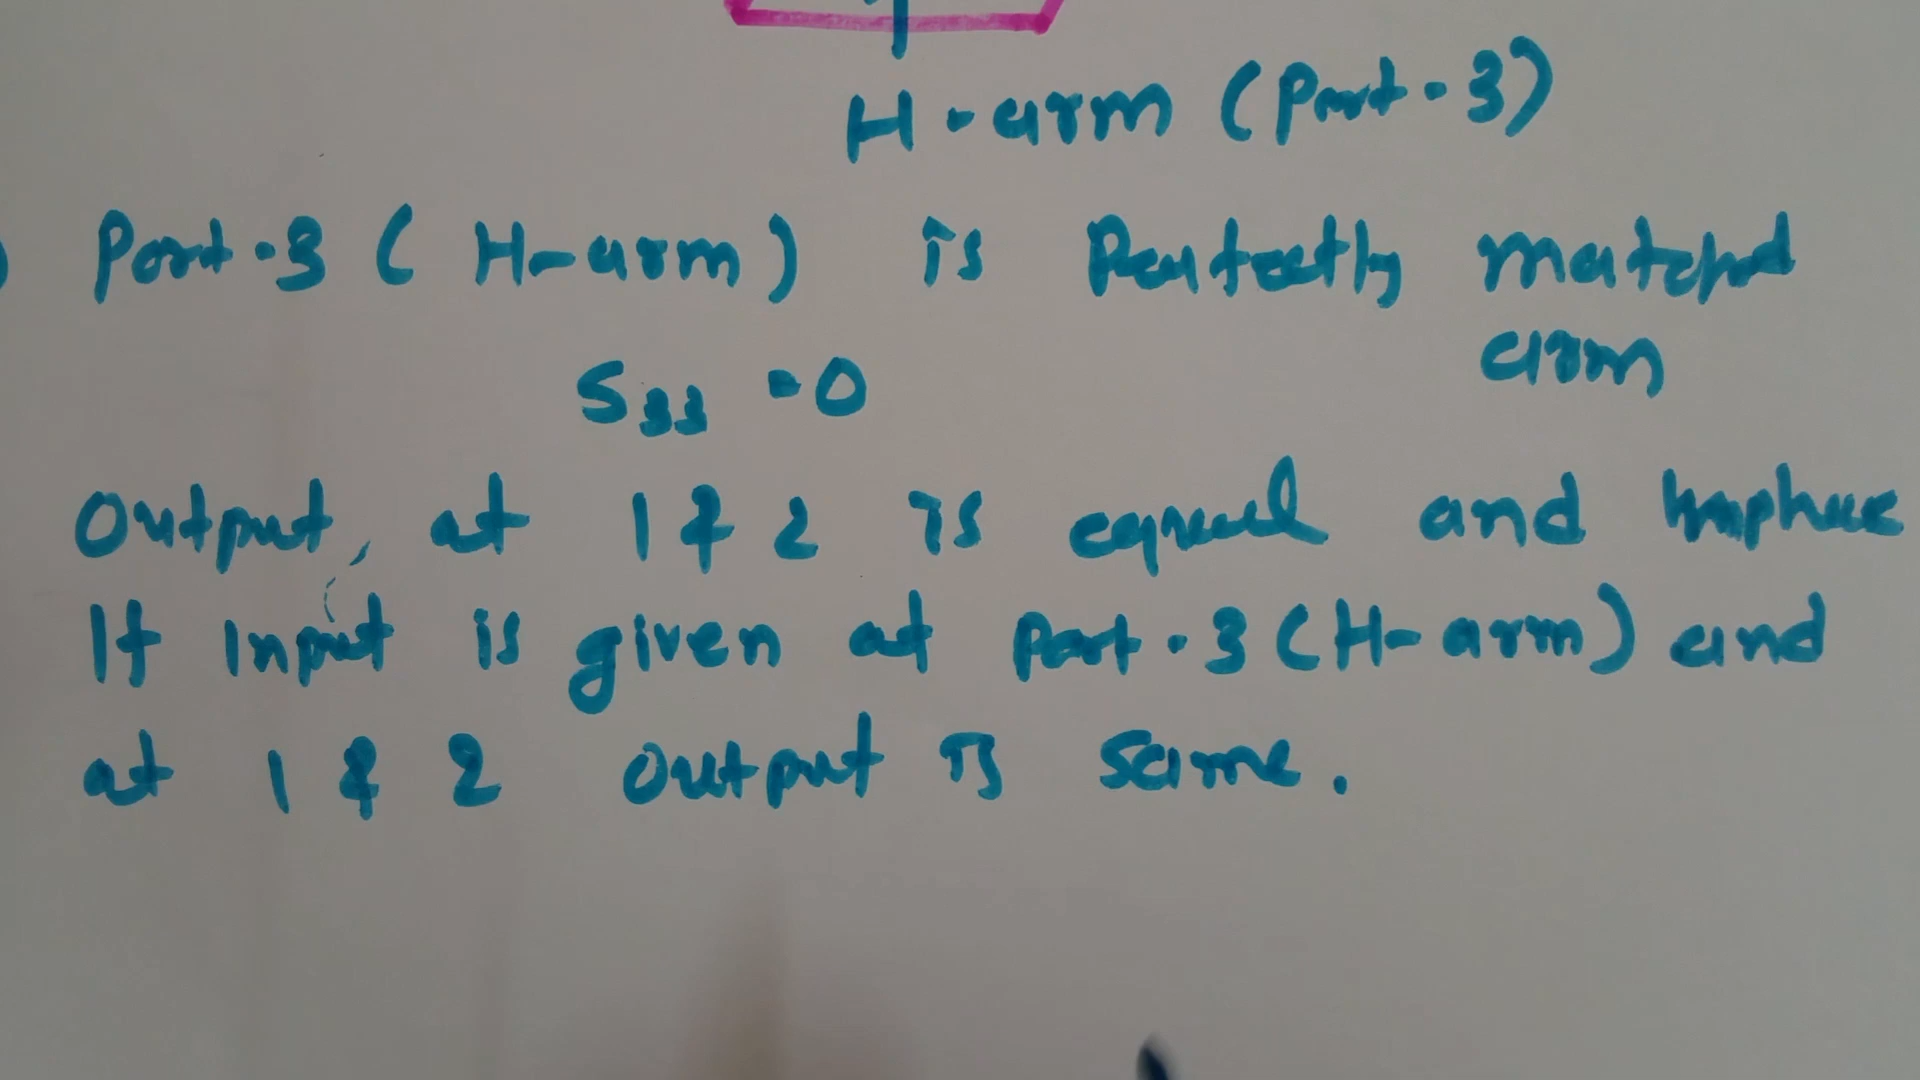 H-arm (Port-3)
Port-3 ( H-arm ) is Perfectly matched
arm
S33 = 0
Output, at 1 & 2 is equal and Inphase
If Input is given at Port-3 (H-arm) and
at 1 & 2 output is same.